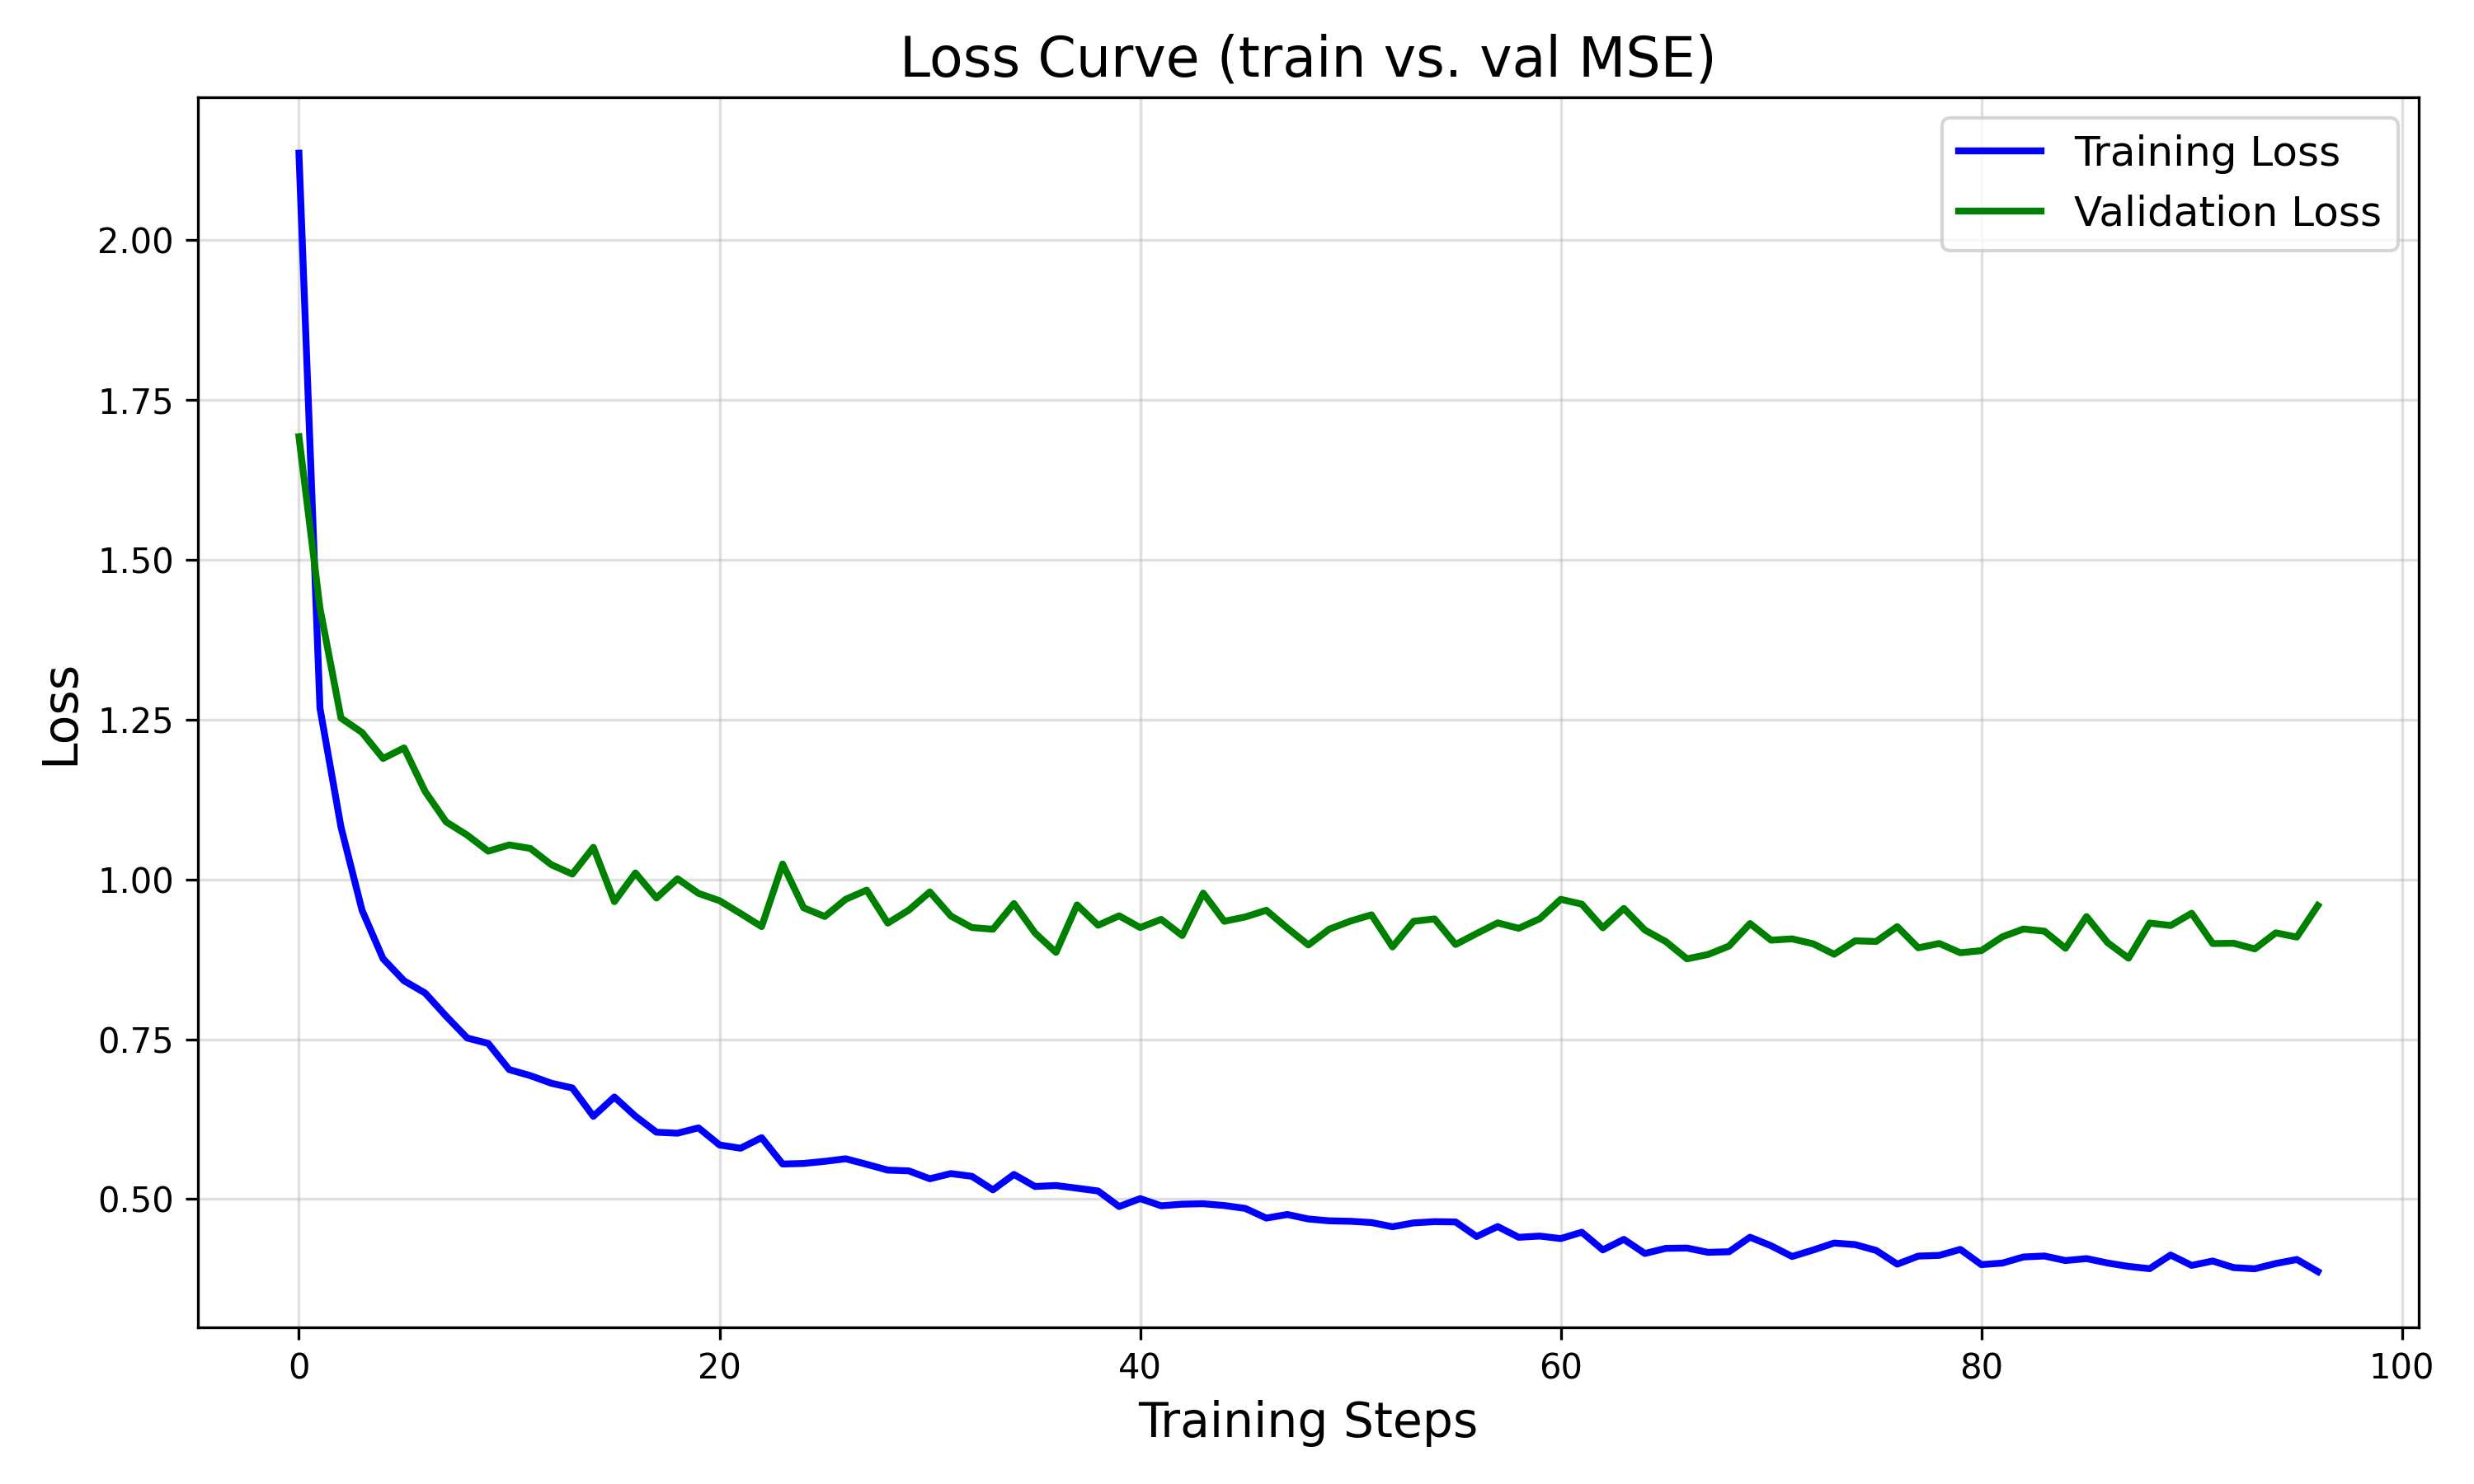 Loss Curve (train vs. val MSE)
Training Loss
Validation Loss
2.00
1.75
1.50
1.25
1.00
0.75
0.50
Loss
0 20 40 60 80 100
Training Steps